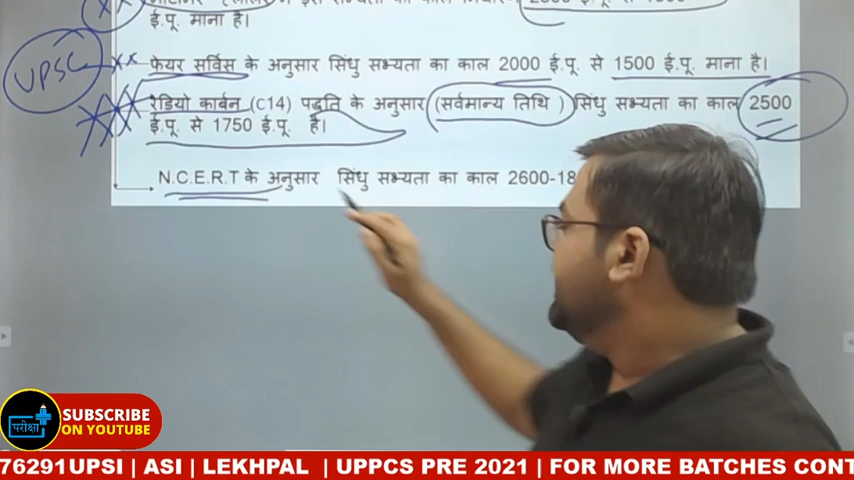 ई.पू. माना है।
फेयर सर्विस के अनुसार सिंधु सभ्यता का काल 2000 ई.पू. से 1500 ई.पू. माना है।
UPSC
रेडियो कार्बन (C14) पद्धति के अनुसार (सर्वमान्य तिथि ) सिंधु सभ्यता का काल 2500
ई.पू. से 1750 ई.पू. है।
N.C.E.R.T के अनुसार सिंधु सभ्यता का काल 2600-18
परीक्षा
SUBSCRIBE
ON YOUTUBE
76291UPSI | ASI | LEKHPAL | UPPCS PRE 2021 | FOR MORE BATCHES CONT